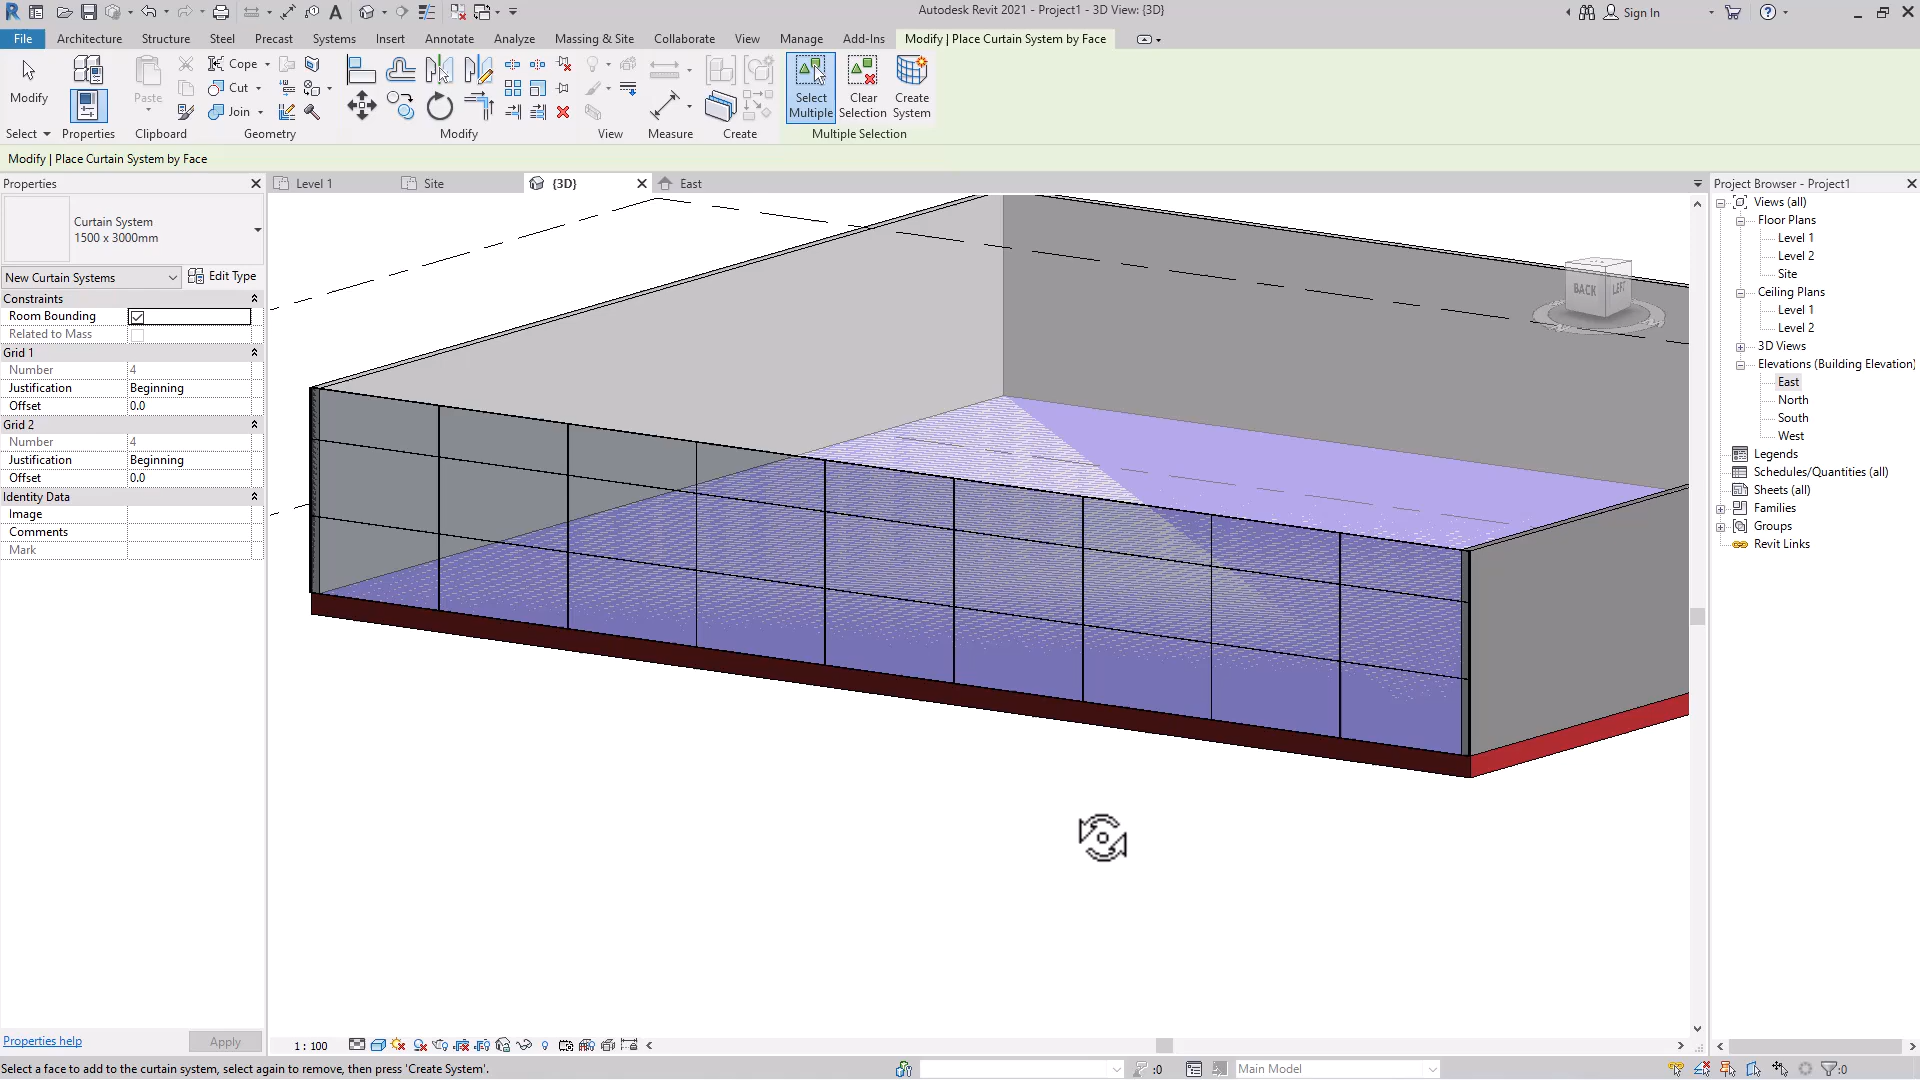 Autodesk Revit 2021 - Project1 - 3D View: {3D}
Sign In
File Architecture Structure Steel Precast Systems Insert Annotate Analyze Massing & Site Collaborate View Manage Add-Ins Modify | Place Curtain System by Face
Modify
Paste
Cope
Cut
Join
Select Multiple
Clear Selection
Create System
Select Properties Clipboard Geometry Modify View Measure Create Multiple Selection
Modify | Place Curtain System by Face
Properties
Curtain System
1500 x 3000mm
New Curtain Systems
Edit Type
Constraints
Room Bounding
Related to Mass
Grid 1
Number 4
Justification Beginning
Offset 0.0
Grid 2
Number 4
Justification Beginning
Offset 0.0
Identity Data
Image
Comments
Mark
Properties help
Apply
Level 1
Site
{3D}
East
BACK
LEFT
1 : 100
Project Browser - Project1
Views (all)
Floor Plans
Level 1
Level 2
Site
Ceiling Plans
Level 1
Level 2
3D Views
Elevations (Building Elevation)
East
North
South
West
Legends
Schedules/Quantities (all)
Sheets (all)
Families
Groups
Revit Links
Select a face to add to the curtain system, select again to remove, then press 'Create System'.
:0
Main Model
:0